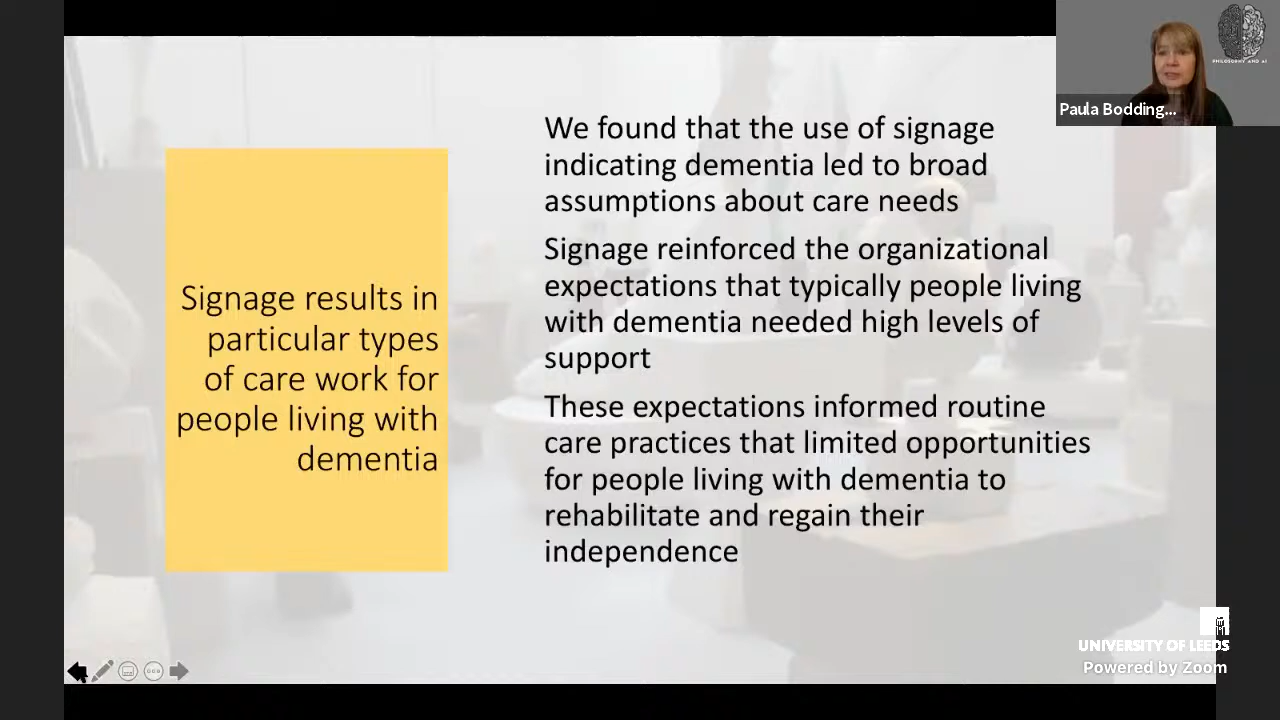 PHILOSOPHY AND AI
Paula Bodding...
Signage results in
particular types
of care work for
people living with
dementia
We found that the use of signage
indicating dementia led to broad
assumptions about care needs
Signage reinforced the organizational
expectations that typically people living
with dementia needed high levels of
support
These expectations informed routine
care practices that limited opportunities
for people living with dementia to
rehabilitate and regain their
independence
UNIVERSITY OF LEEDS
Powered by Zoom